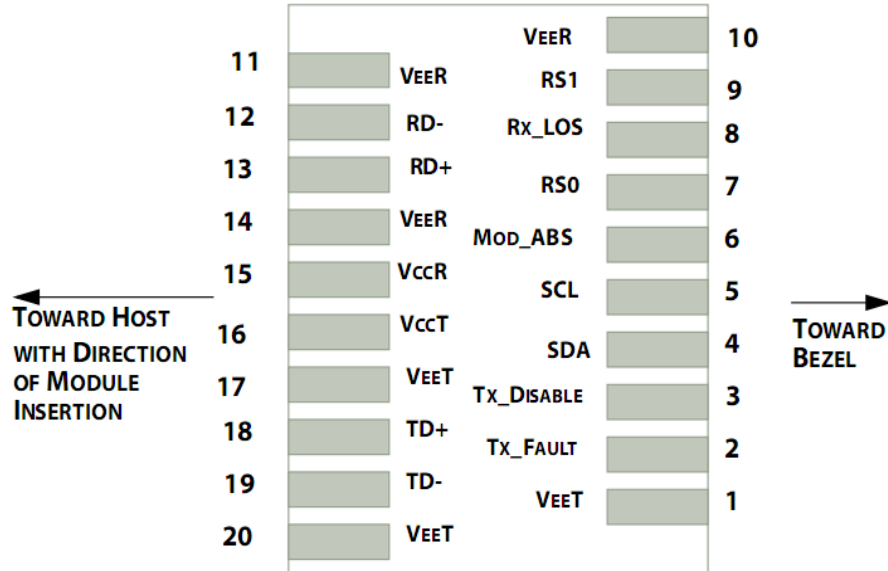 11 VEER
12 RD-
13 RD+
14 VEER
15 VCCR
16 VCCT
17 VEET
18 TD+
19 TD-
20 VEET
TOWARD HOST
WITH DIRECTION
OF MODULE
INSERTION
VEER 10
RS1 9
RX_LOS 8
RS0 7
MOD_ABS 6
SCL 5
SDA 4
TX_DISABLE 3
TX_FAULT 2
VEET 1
TOWARD
BEZEL